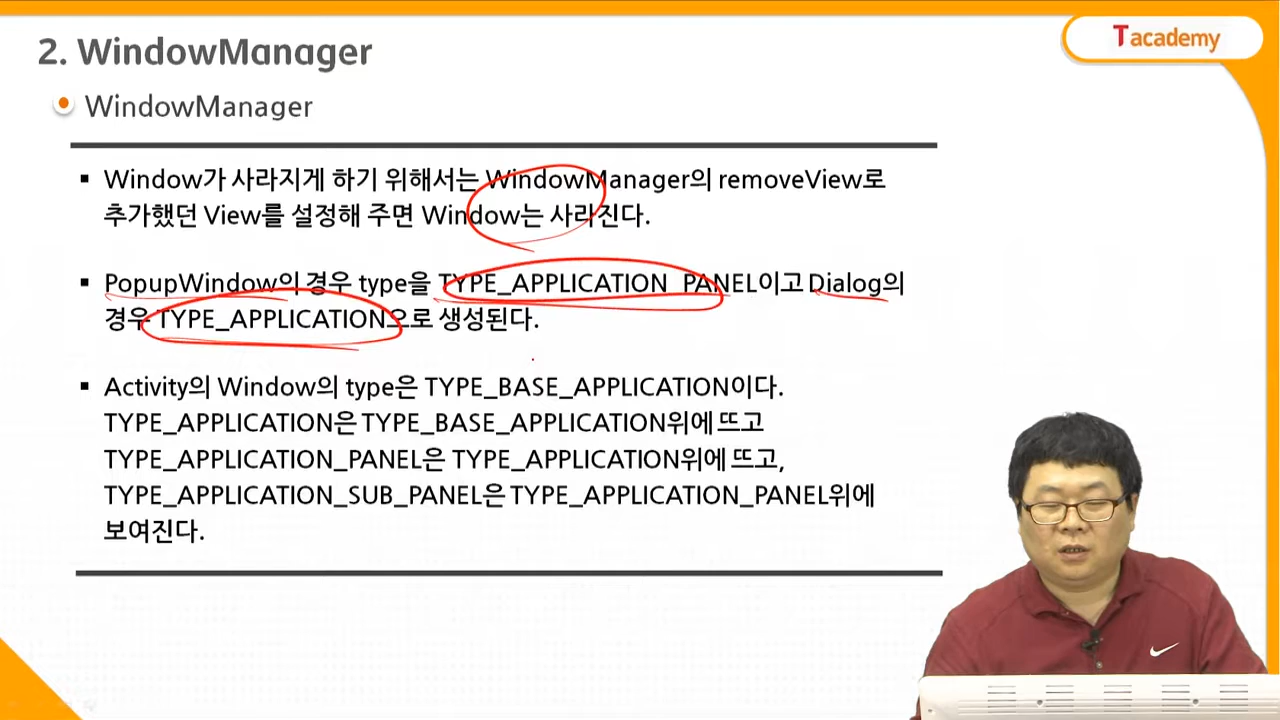 2. WindowManager
Tacademy
WindowManager
Window가 사라지게 하기 위해서는 WindowManager의 removeView로
추가했던 View를 설정해 주면 Window는 사라진다.
PopupWindow의 경우 type을 TYPE_APPLICATION_PANEL이고 Dialog의
경우 TYPE_APPLICATION으로 생성된다.
Activity의 Window의 type은 TYPE_BASE_APPLICATION이다.
TYPE_APPLICATION은 TYPE_BASE_APPLICATION위에 뜨고
TYPE_APPLICATION_PANEL은 TYPE_APPLICATION위에 뜨고,
TYPE_APPLICATION_SUB_PANEL은 TYPE_APPLICATION_PANEL위에
보여진다.